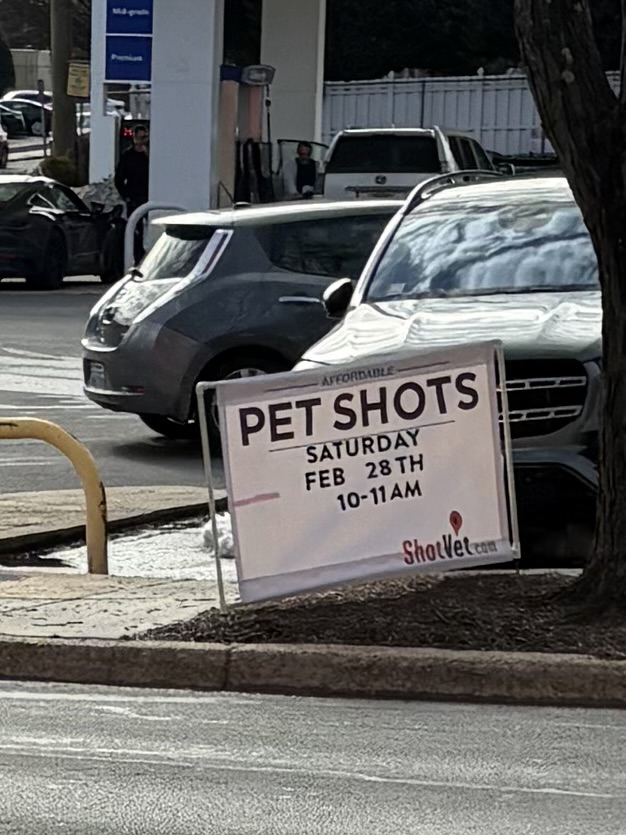 Mid-grade
Premium
AFFORDABLE
PET SHOTS
SATURDAY
FEB 28TH
10-11AM
ShotVet.com